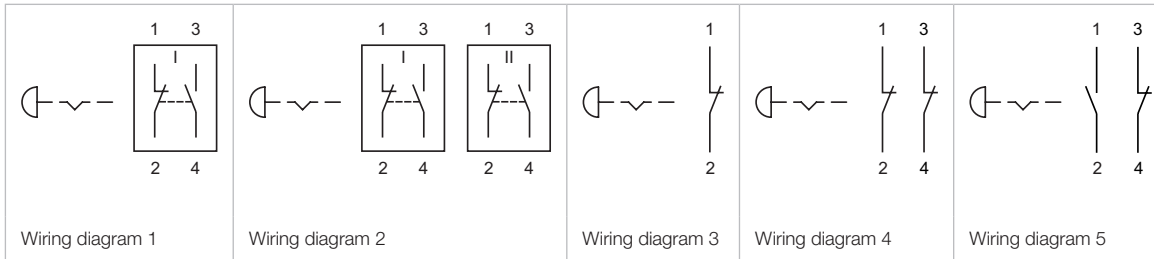 1 3 1 3 1 3 1 1 3 1 3
I I II
2 4 2 4 2 4 2 2 4 2 4
Wiring diagram 1 Wiring diagram 2 Wiring diagram 3 Wiring diagram 4 Wiring diagram 5